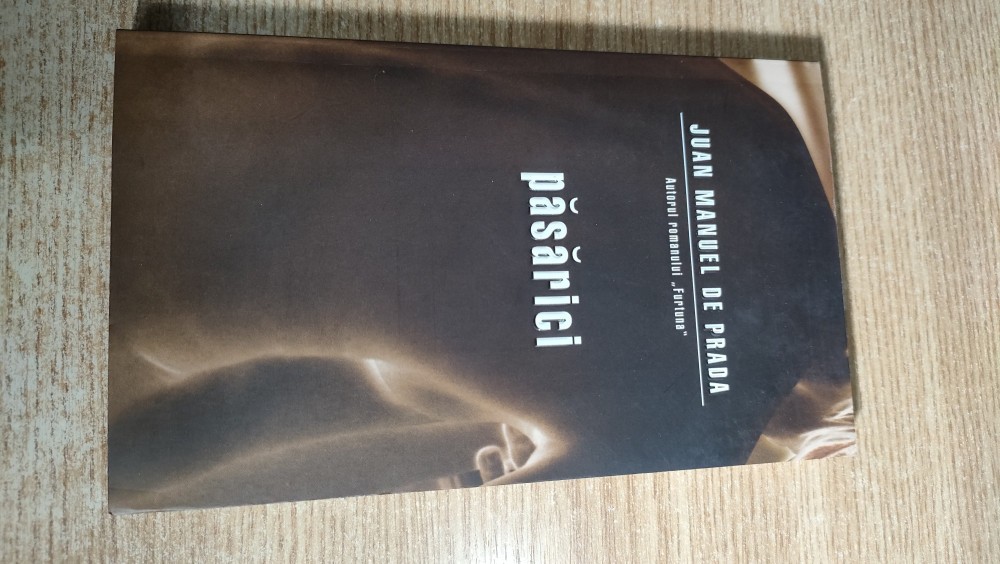 JUAN MANUEL DE PRADA
Autorul romanului „Furtuna“
păsărici